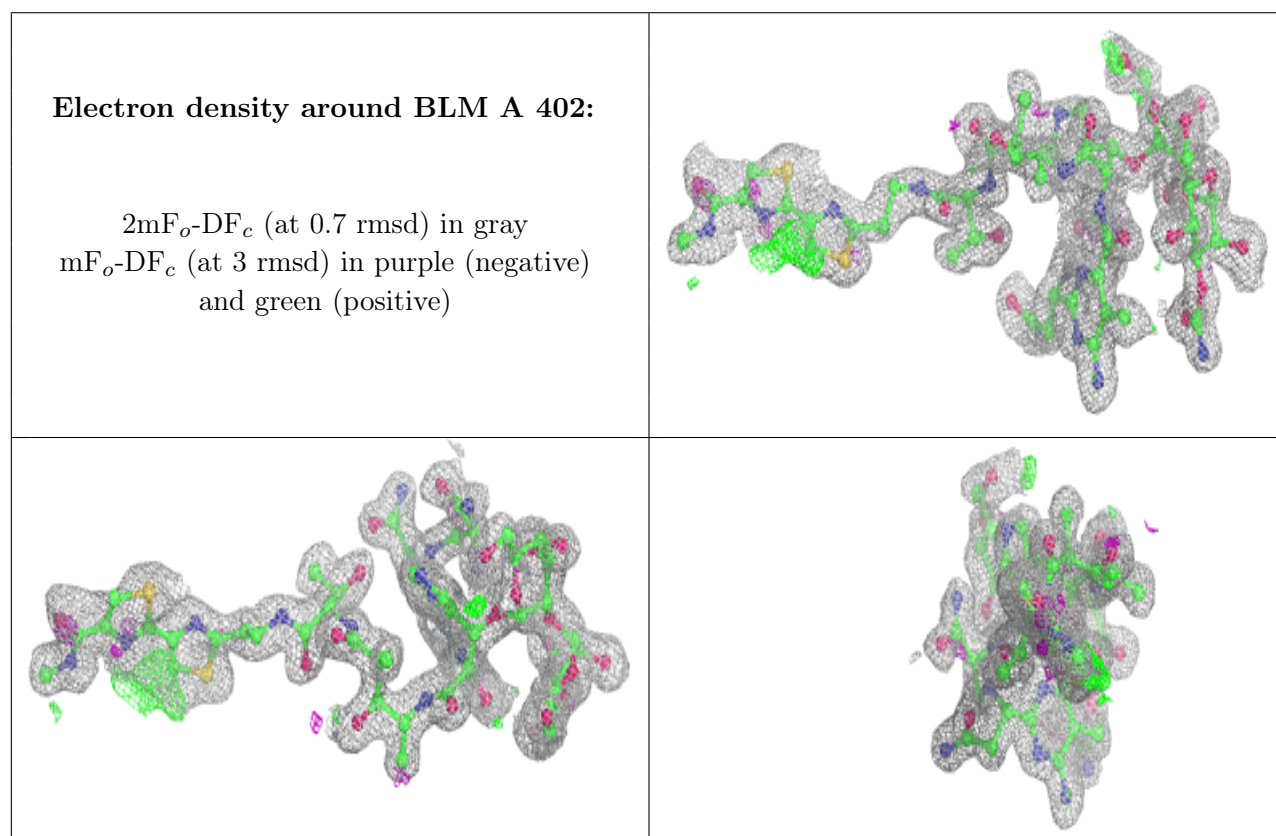 Electron density around BLM A 402:
2mFo-DFc (at 0.7 rmsd) in gray
mFo-DFc (at 3 rmsd) in purple (negative)
and green (positive)